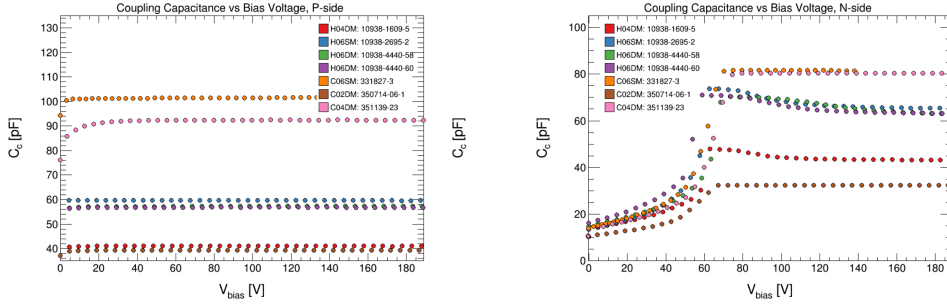 Coupling Capacitance vs Bias Voltage, P-side
C_c [pF]
130
120
110
100
90
80
70
60
50
40
0 20 40 60 80 100 120 140 160 180
V_bias [V]
H04DM: 10938-1609-5
H06SM: 10938-2695-2
H06DM: 10938-4440-58
H06DM: 10938-4440-60
C06SM: 331827-3
C02DM: 350714-06-1
C04DM: 351139-23
Coupling Capacitance vs Bias Voltage, N-side
C_c [pF]
100
80
60
40
20
0
0 20 40 60 80 100 120 140 160 180
V_bias [V]
H04DM: 10938-1609-5
H06SM: 10938-2695-2
H06DM: 10938-4440-58
H06DM: 10938-4440-60
C06SM: 331827-3
C02DM: 350714-06-1
C04DM: 351139-23